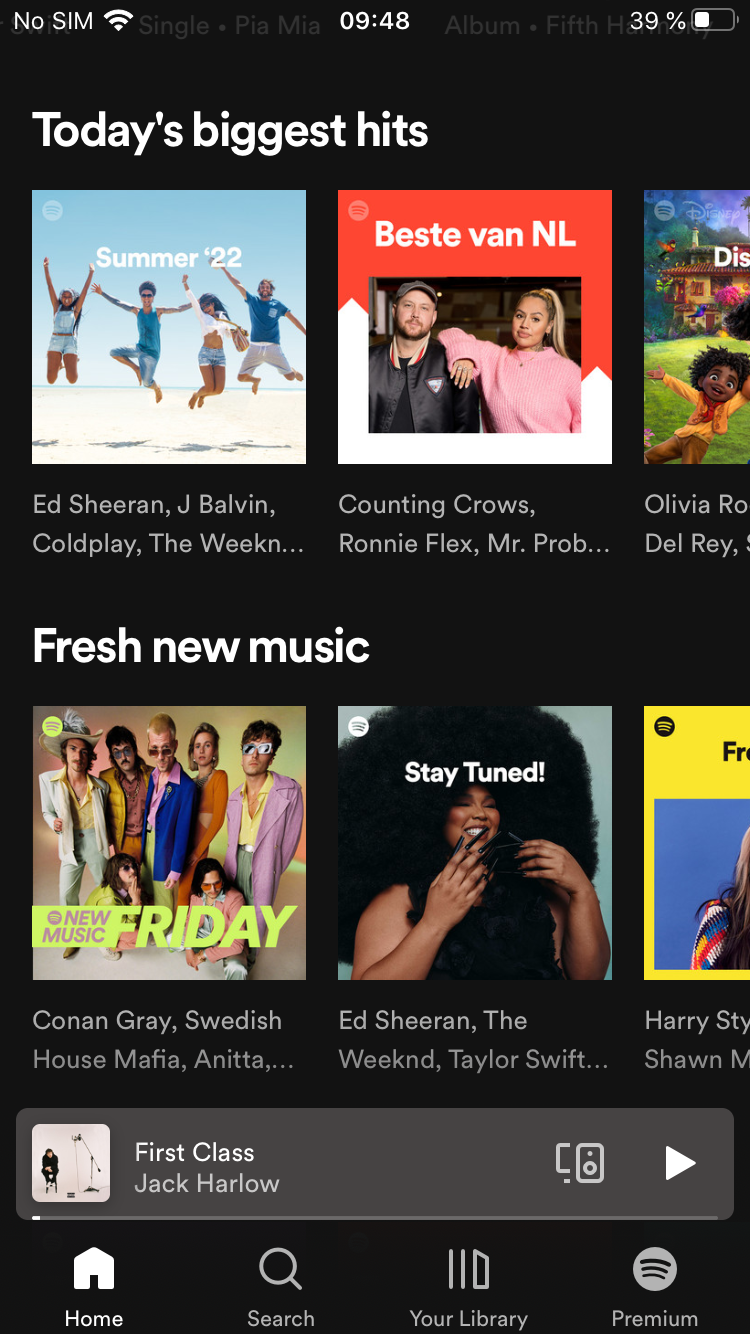 No SIM 09:48 39 %
Swift Single • Pia Mia Album • Fifth Harmony
Today's biggest hits
Summer ‘22
Beste van NL
Disney
Dis
Ed Sheeran, J Balvin,
Coldplay, The Weekn...
Counting Crows,
Ronnie Flex, Mr. Prob...
Olivia Ro
Del Rey, S
Fresh new music
NEW
MUSIC FRIDAY
Stay Tuned!
Fre
Conan Gray, Swedish
House Mafia, Anitta,...
Ed Sheeran, The
Weeknd, Taylor Swift...
Harry Sty
Shawn M
First Class
Jack Harlow
Home Search Your Library Premium